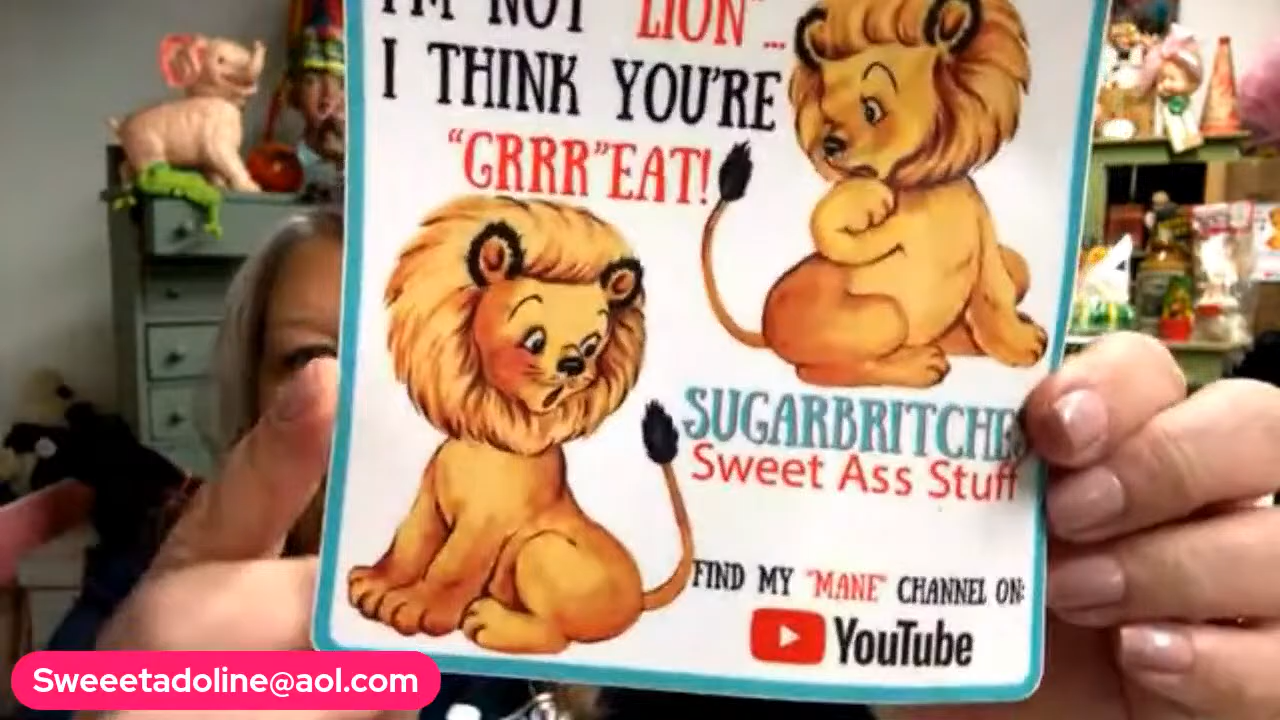 I'M NOT "LION"...
I THINK YOU'RE
"GRRR"EAT!
SUGARBRITCHE
Sweet Ass Stuff
FIND MY "MANE" CHANNEL ON:
YouTube
Sweeetadoline@aol.com